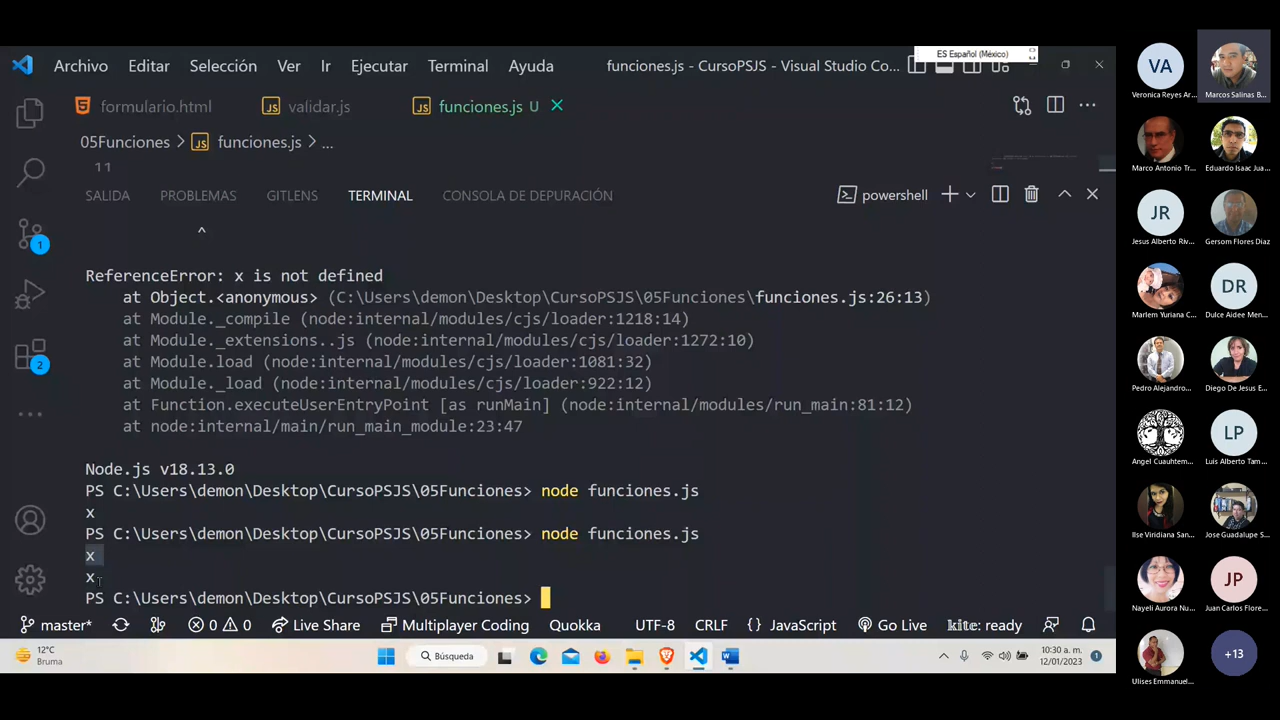 ES Español (México)
Archivo Editar Selección Ver Ir Ejecutar Terminal Ayuda funciones.js - CursoPSJS - Visual Studio Co...
formulario.html JS validar.js JS funciones.js U
05Funciones > JS funciones.js > ...
11
SALIDA PROBLEMAS GITLENS TERMINAL CONSOLA DE DEPURACIÓN powershell
^
ReferenceError: x is not defined
at Object.<anonymous> (C:\Users\demon\Desktop\CursoPSJS\05Funciones\funciones.js:26:13)
at Module._compile (node:internal/modules/cjs/loader:1218:14)
at Module._extensions..js (node:internal/modules/cjs/loader:1272:10)
at Module.load (node:internal/modules/cjs/loader:1081:32)
at Module._load (node:internal/modules/cjs/loader:922:12)
at Function.executeUserEntryPoint [as runMain] (node:internal/modules/run_main:81:12)
at node:internal/main/run_main_module:23:47
Node.js v18.13.0
PS C:\Users\demon\Desktop\CursoPSJS\05Funciones> node funciones.js
x
PS C:\Users\demon\Desktop\CursoPSJS\05Funciones> node funciones.js
x
x
PS C:\Users\demon\Desktop\CursoPSJS\05Funciones>
1
2
master* 0 0 Live Share Multiplayer Coding Quokka UTF-8 CRLF {} JavaScript Go Live kite: ready
12°C
Bruma
Búsqueda
10:30 a. m.
12/01/2023
1
VA
Veronica Reyes Ar...
Marcos Salinas B...
Marco Antonio Tr...
Eduardo Isaac Jua...
JR
Jesus Alberto Riv...
Gersom Flores Diaz
Marlem Yuriana C...
DR
Dulce Aidee Men...
Pedro Alejandro...
Diego De Jesus E...
Angel Cuauhtem...
LP
Luis Alberto Tam...
Ilse Viridiana San...
Jose Guadalupe S...
Nayeli Aurora Nu...
JP
Juan Carlos Flore...
Ulises Emmanuel...
+13